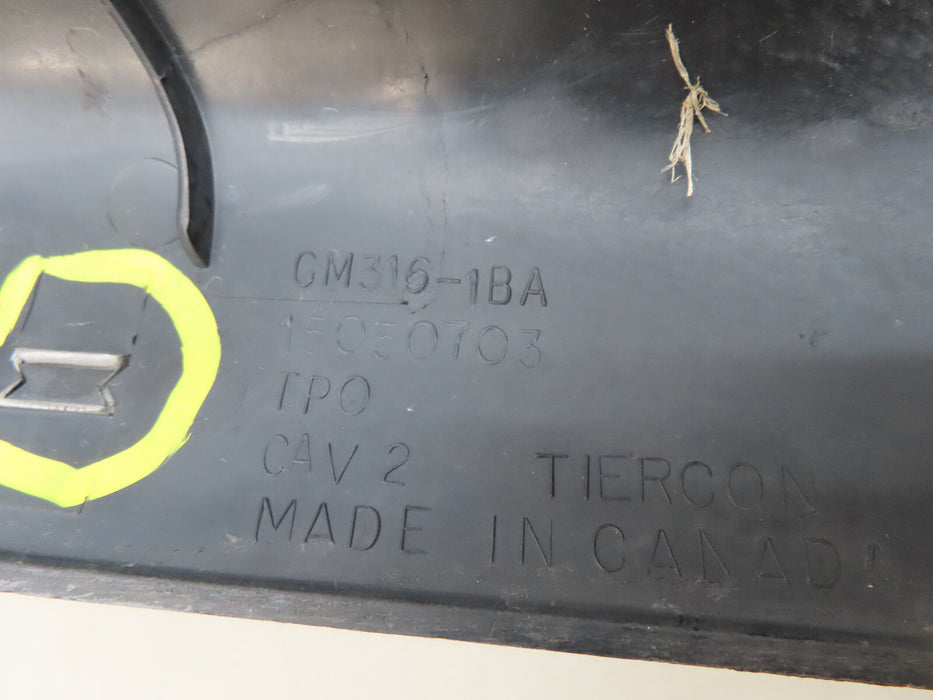 GM316-1BA
15050703
TPO
CAV 2 TIERCON
MADE IN CANADA